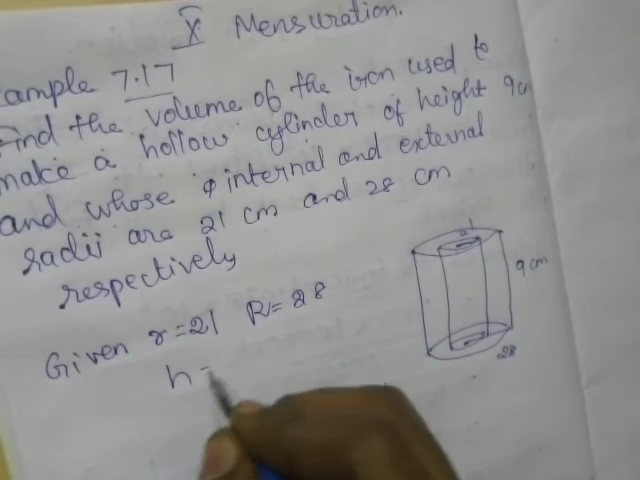 X Mensuration.
ample 7.17
Find the volume of the iron used to
make a hollow cylinder of height 9c
and whose internal and external
radii are 21 cm and 28 cm
respectively
9 cm
28
Given r=21 R=28
h =